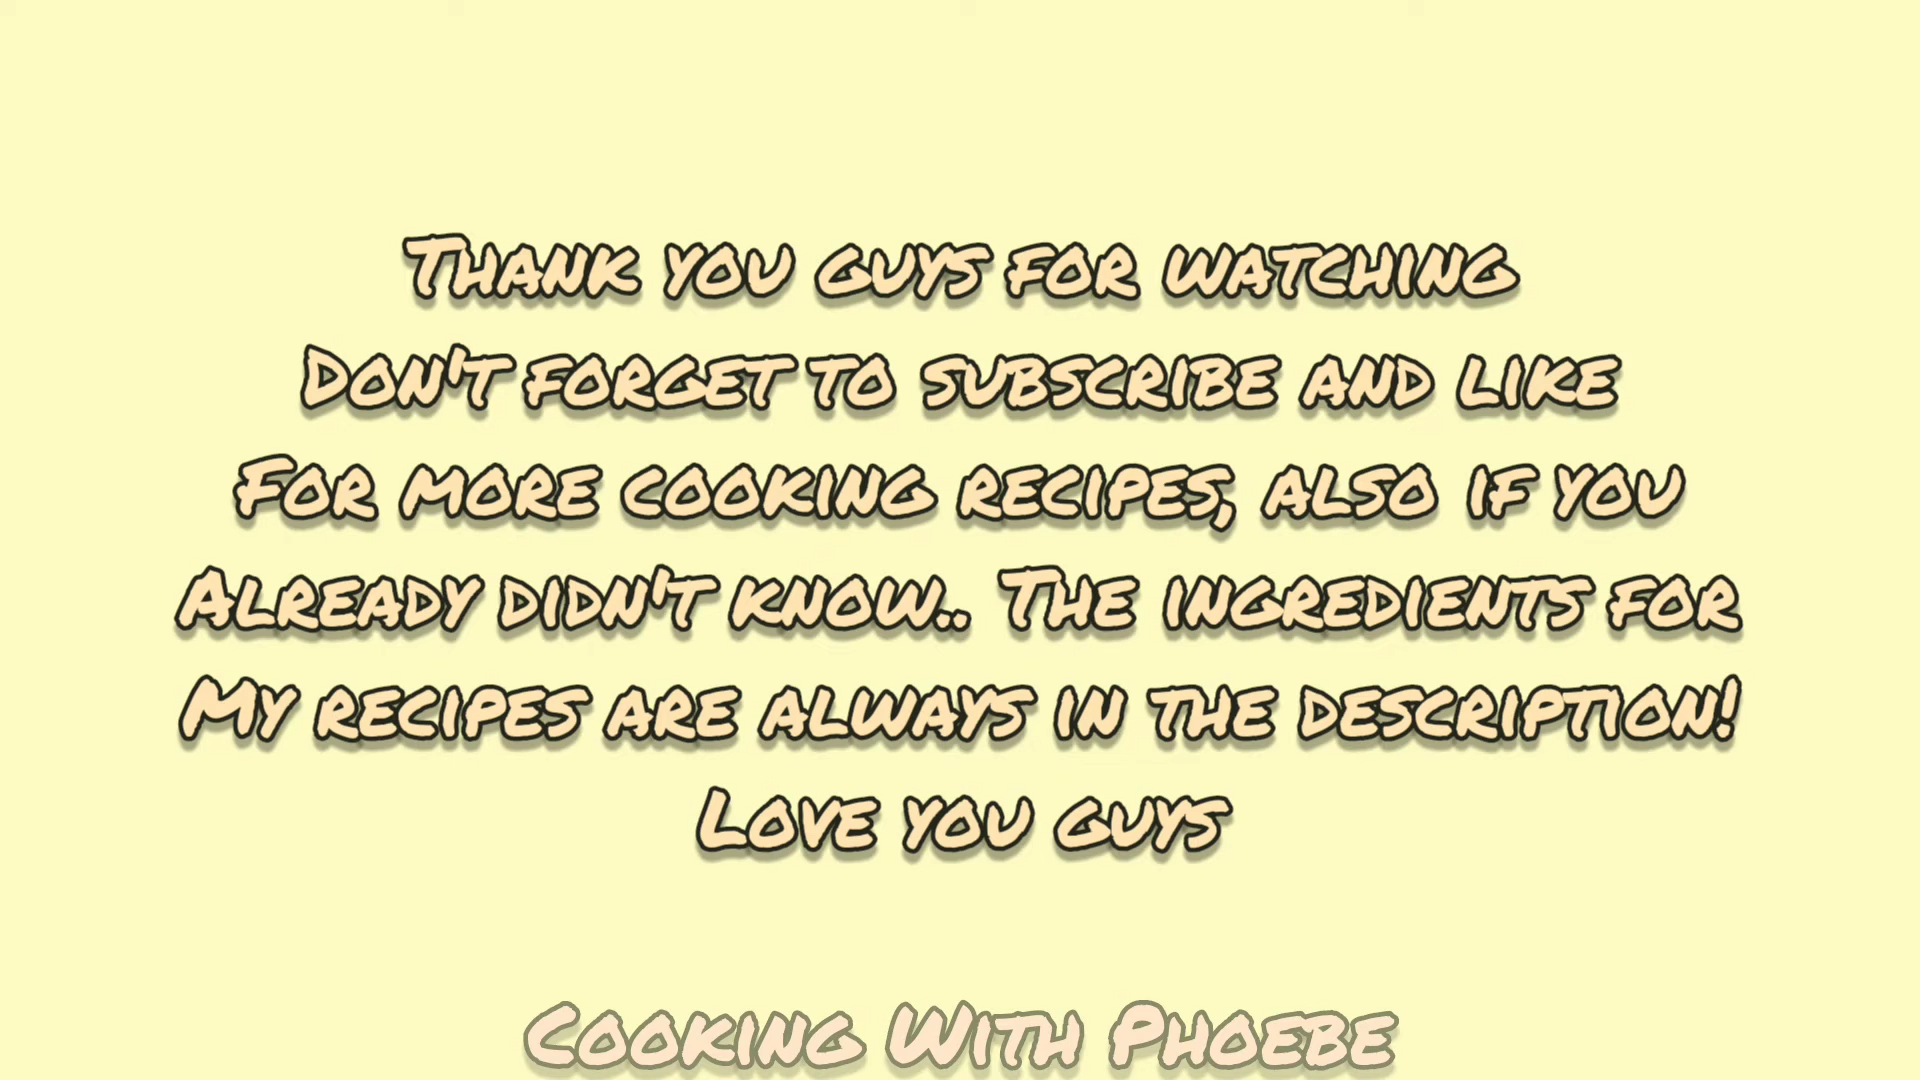 Thank you guys for watching
Don't forget to subscribe and like
For more cooking recipes, also if you
Already didn't know.. The ingredients for
My recipes are always in the description!
Love you guys
Cooking With Phoebe